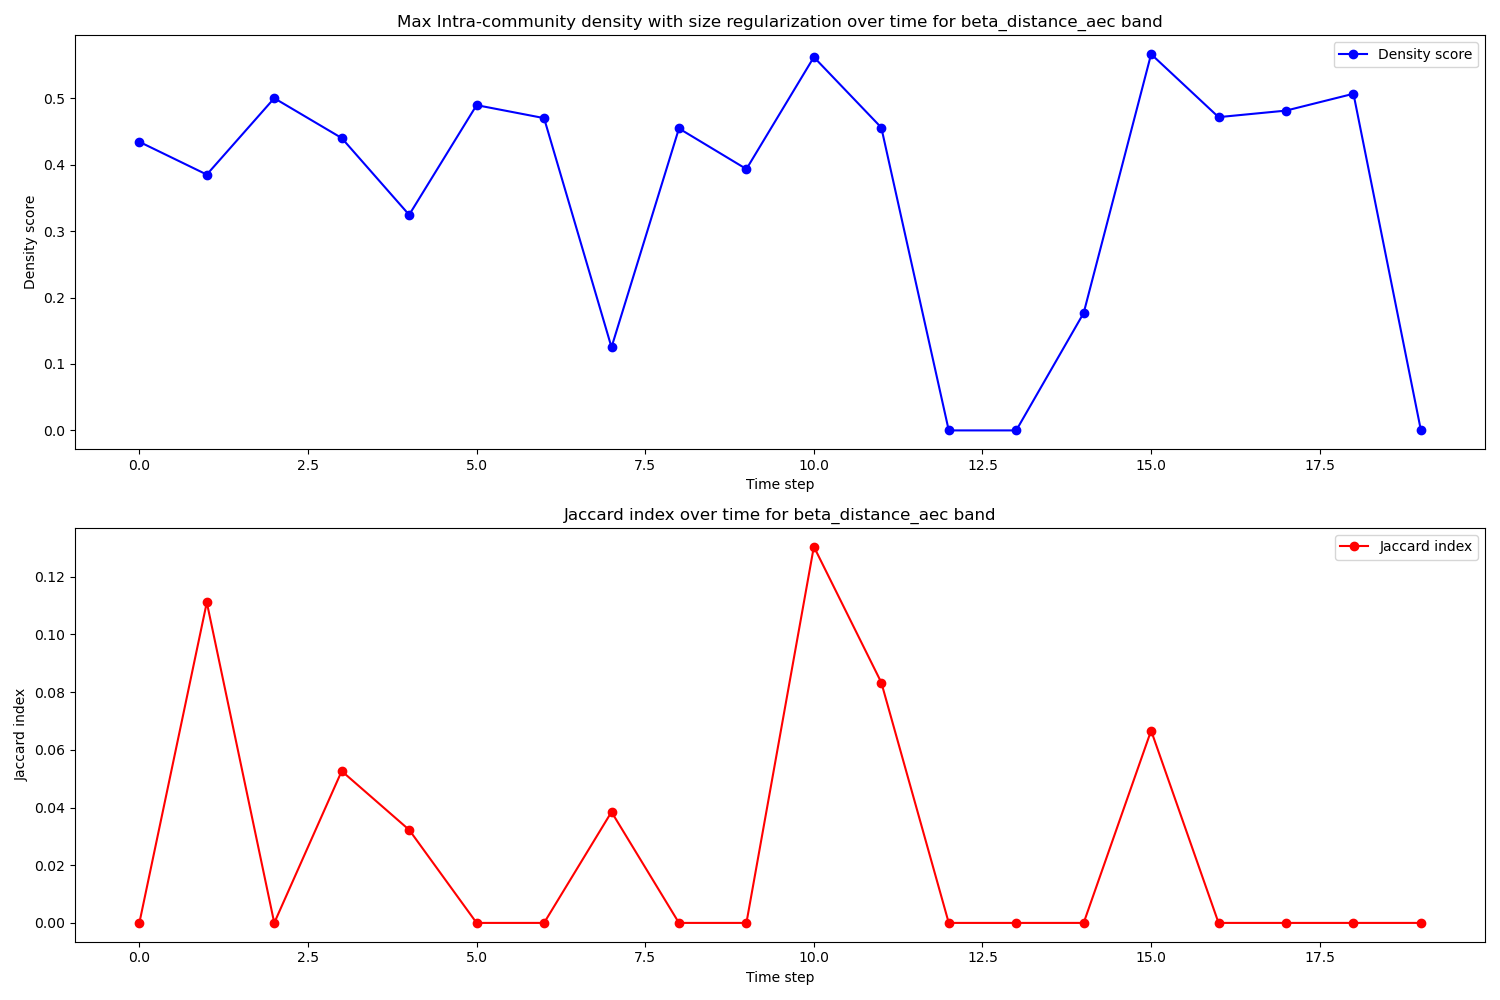 Max Intra-community density with size regularization over time for beta_distance_aec band
Density score
Density score
0.5
0.4
0.3
0.2
0.1
0.0
0.0 2.5 5.0 7.5 10.0 12.5 15.0 17.5
Time step
Jaccard index over time for beta_distance_aec band
Jaccard index
Jaccard index
0.12
0.10
0.08
0.06
0.04
0.02
0.00
0.0 2.5 5.0 7.5 10.0 12.5 15.0 17.5
Time step